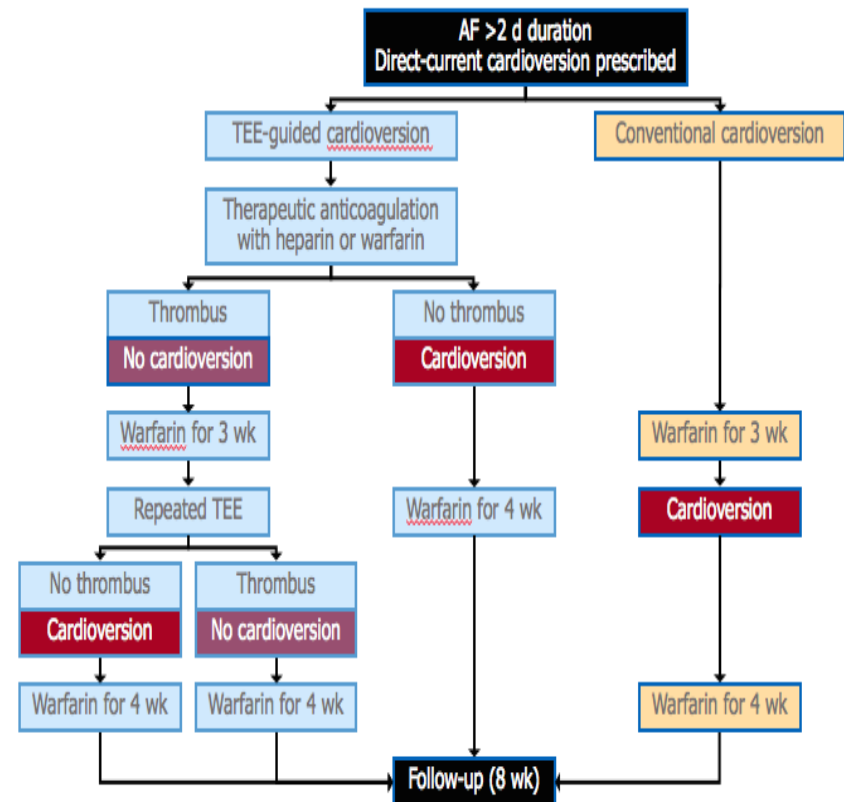 AF >2 d duration
Direct-current cardioversion prescribed
TEE-guided cardioversion
Conventional cardioversion
Therapeutic anticoagulation
with heparin or warfarin
Thrombus
No cardioversion
No thrombus
Cardioversion
Warfarin for 3 wk
Warfarin for 3 wk
Repeated TEE
Warfarin for 4 wk
Cardioversion
No thrombus
Cardioversion
Thrombus
No cardioversion
Warfarin for 4 wk
Warfarin for 4 wk
Warfarin for 4 wk
Follow-up (8 wk)